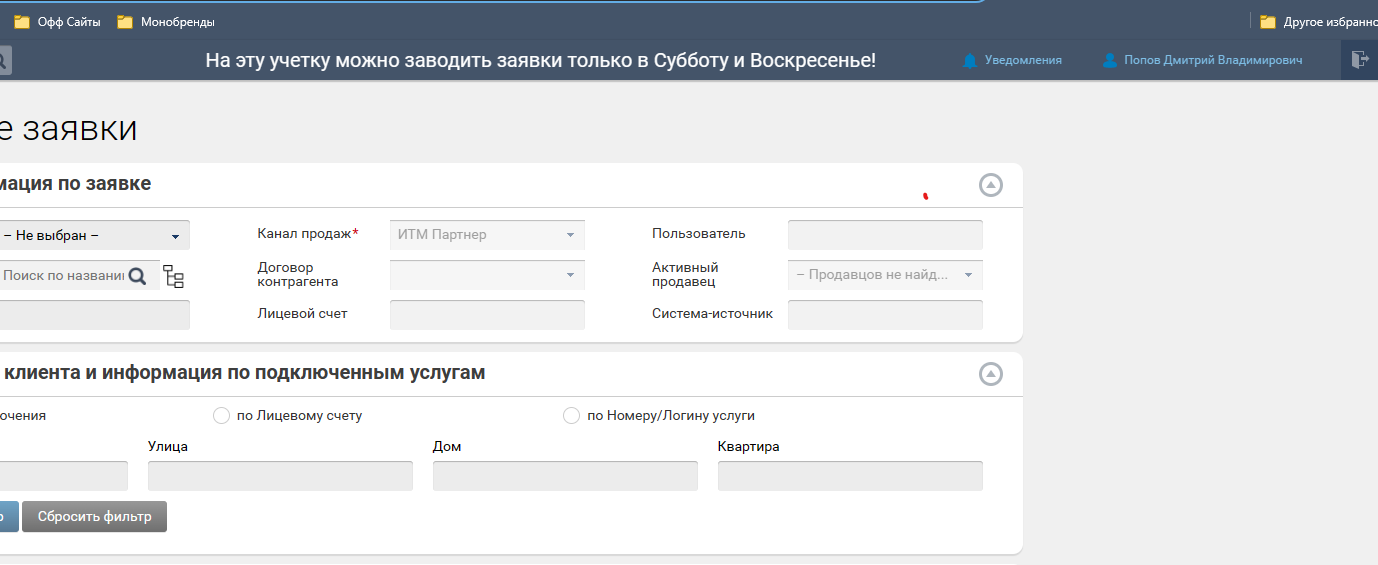 Офф Сайты
Монобренды
Другое избранно
На эту учетку можно заводить заявки только в Субботу и Воскресенье!
Уведомления
Попов Дмитрий Владимирович
е заявки
мация по заявке
– Не выбран –
Канал продаж*
ИТМ Партнер
Пользователь
Поиск по названи
Договор
контрагента
Активный
продавец
– Продавцов не найд...
Лицевой счет
Система-источник
клиента и информация по подключенным услугам
ючения
по Лицевому счету
по Номеру/Логину услуги
Улица
Дом
Квартира
Сбросить фильтр